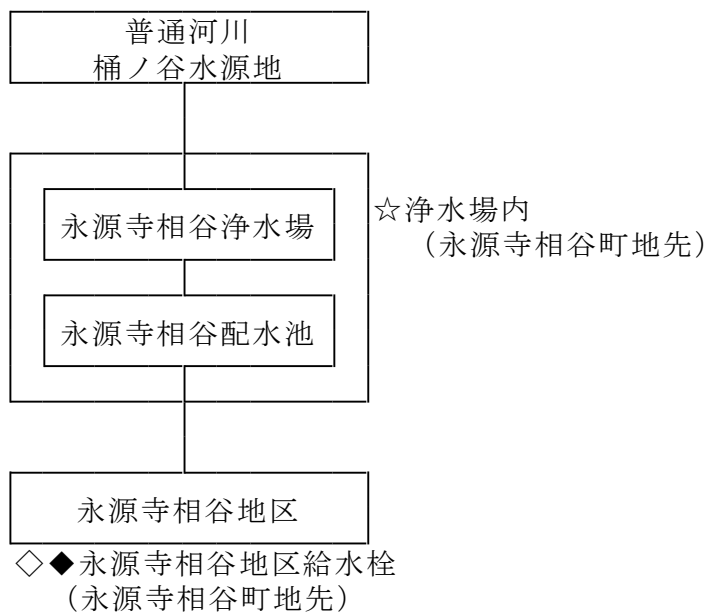 普通河川
桶ノ谷水源地
永源寺相谷浄水場
☆浄水場内
（永源寺相谷町地先）
永源寺相谷配水池
永源寺相谷地区
◇◆永源寺相谷地区給水栓
（永源寺相谷町地先）